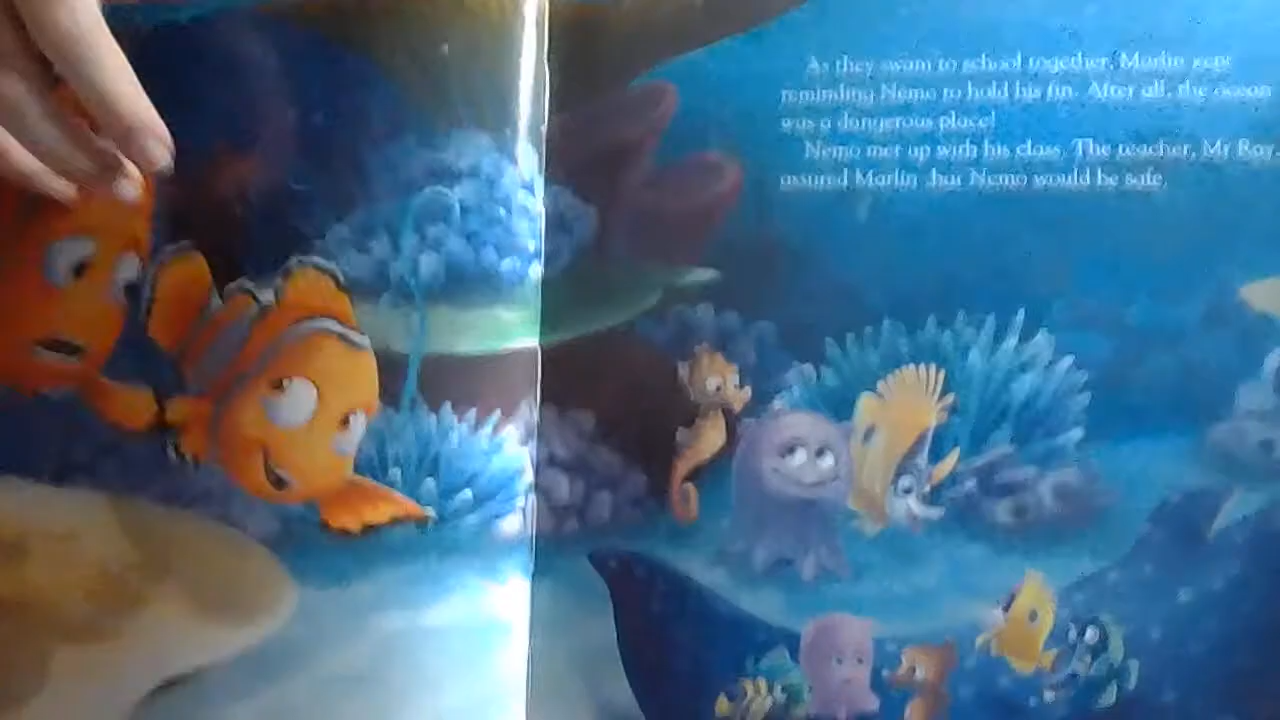 As they swam to school together, Marlin kept
reminding Nemo to hold his fin. After all, the ocean
was a dangerous place!
Nemo met up with his class. The teacher, Mr Ray,
assured Marlin that Nemo would be safe.